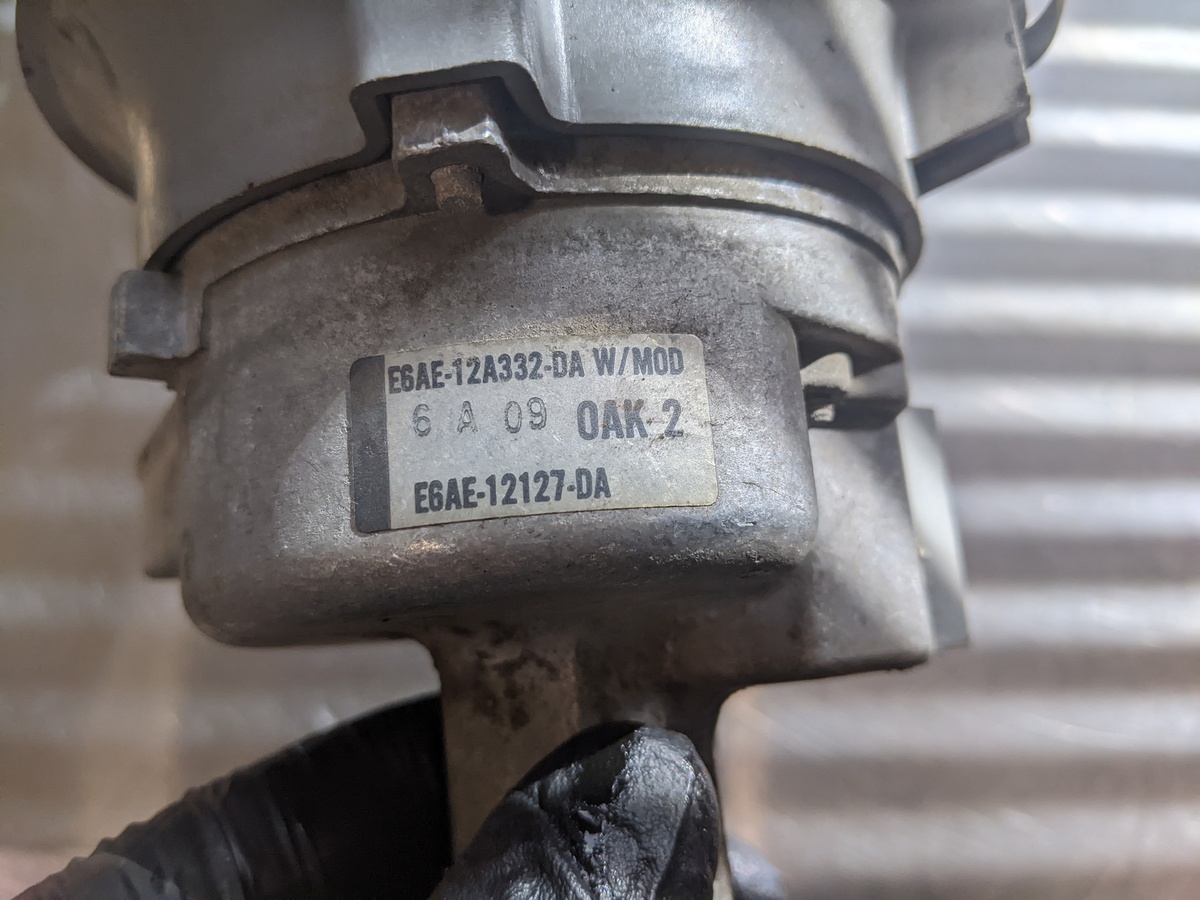 E6AE-12A332-DA W/MOD
6 A 09 OAK-2
E6AE-12127-DA